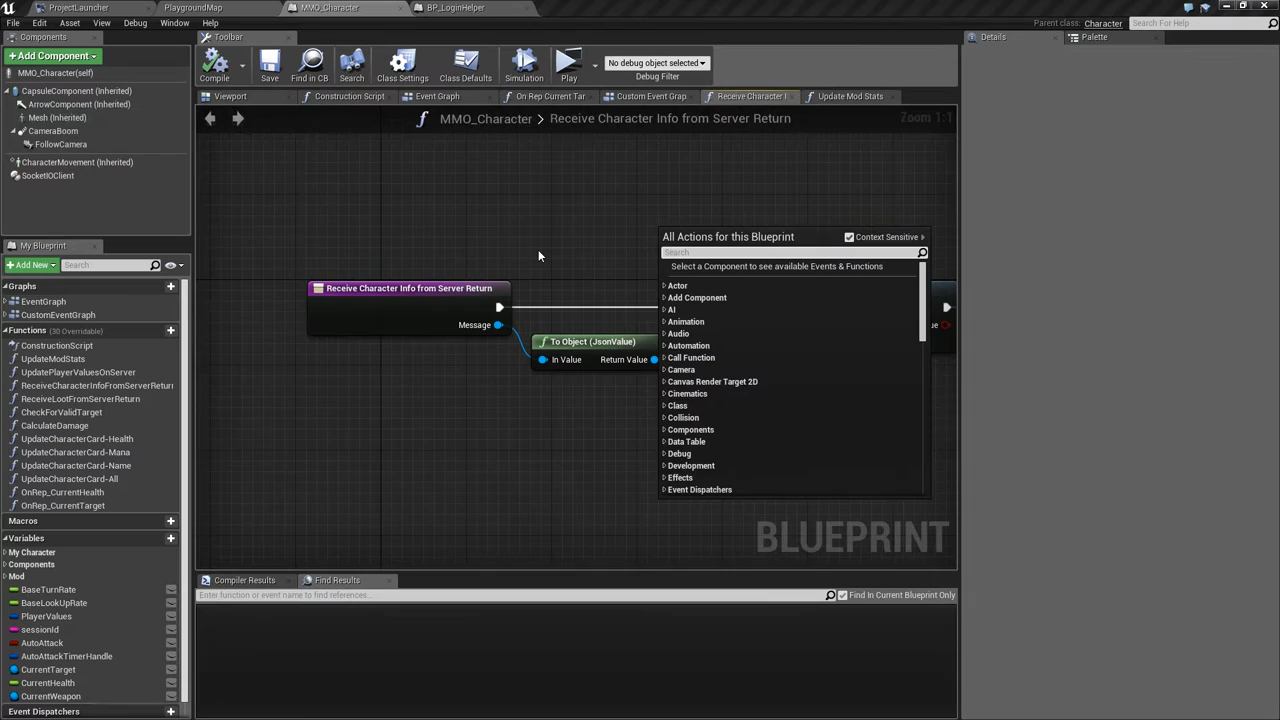 ProjectLauncher
PlaygroundMap
MMO_Character
BP_LoginHelper
File Edit Asset View Debug Window Help
Parent class: Character
Search For Help
Components
Toolbar
Details
Palette
Add Component
Compile
Save
Find in CB
Search
Class Settings
Class Defaults
Simulation
Play
No debug object selected
Debug Filter
MMO_Character(self)
CapsuleComponent (Inherited)
ArrowComponent (Inherited)
Mesh (Inherited)
CameraBoom
FollowCamera
CharacterMovement (Inherited)
SocketIOClient
Viewport
Construction Script
Event Graph
On Rep Current Tar
Custom Event Grap
Receive Character I
Update Mod Stats
MMO_Character > Receive Character Info from Server Return
Zoom 1:1
My Blueprint
Add New
Search
Graphs
EventGraph
CustomEventGraph
Functions (30 Overridable)
ConstructionScript
UpdateModStats
UpdatePlayerValuesOnServer
ReceiveCharacterInfoFromServerReturn
ReceiveLootFromServerReturn
CheckForValidTarget
CalculateDamage
UpdateCharacterCard-Health
UpdateCharacterCard-Mana
UpdateCharacterCard-Name
UpdateCharacterCard-All
OnRep_CurrentHealth
OnRep_CurrentTarget
Macros
Variables
My Character
Components
Mod
BaseTurnRate
BaseLookUpRate
PlayerValues
sessionId
AutoAttack
AutoAttackTimerHandle
CurrentTarget
CurrentHealth
CurrentWeapon
Event Dispatchers
Receive Character Info from Server Return
Message
To Object (JsonValue)
In Value
Return Value
All Actions for this Blueprint
Context Sensitive
Search
Select a Component to see available Events & Functions
Actor
Add Component
AI
Animation
Audio
Automation
Call Function
Camera
Canvas Render Target 2D
Cinematics
Class
Collision
Components
Data Table
Debug
Development
Effects
Event Dispatchers
BLUEPRINT
Compiler Results
Find Results
Enter function or event name to find references...
Find In Current Blueprint Only